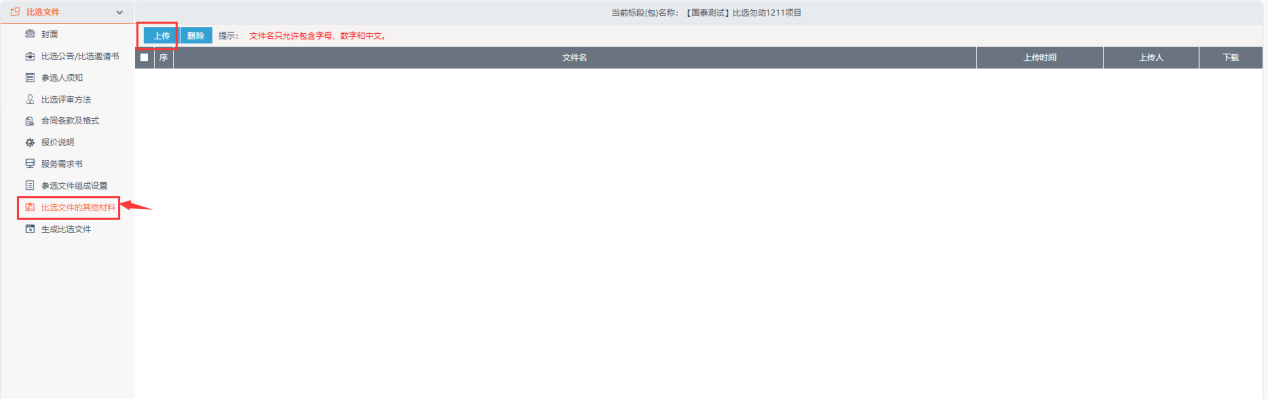 比选文件
封面
比选公告/比选邀请书
参选人须知
比选评审方法
合同条款及格式
报价说明
服务需求书
参选文件组成设置
比选文件的其他材料
生成比选文件
当前标段(包)名称：【国泰测试】比选勿动1211项目
上传 删除 提示： 文件名只允许包含字母、数字和中文。
序 文件名 上传时间 上传人 下载